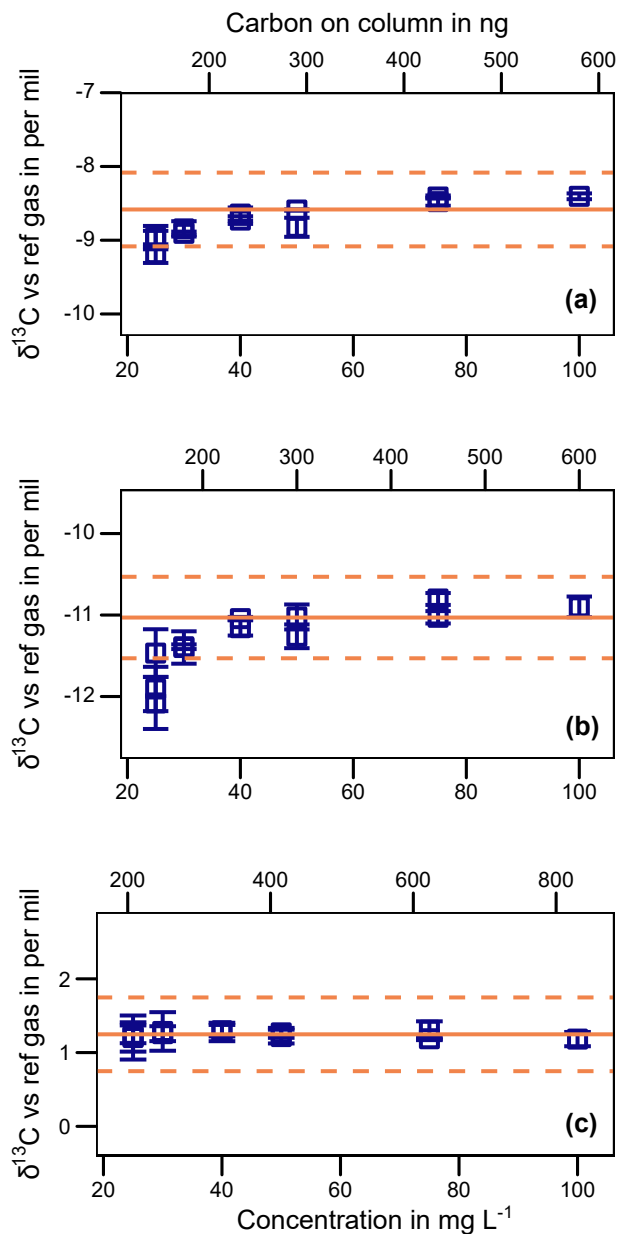 Carbon on column in ng
200 300 400 500 600
-7
-8
-9
-10
δ¹³C vs ref gas in per mil
(a)
20 40 60 80 100
200 300 400 500 600
-10
-11
-12
δ¹³C vs ref gas in per mil
(b)
20 40 60 80 100
200 400 600 800
2
1
0
δ¹³C vs ref gas in per mil
(c)
20 40 60 80 100
Concentration in mg L⁻¹